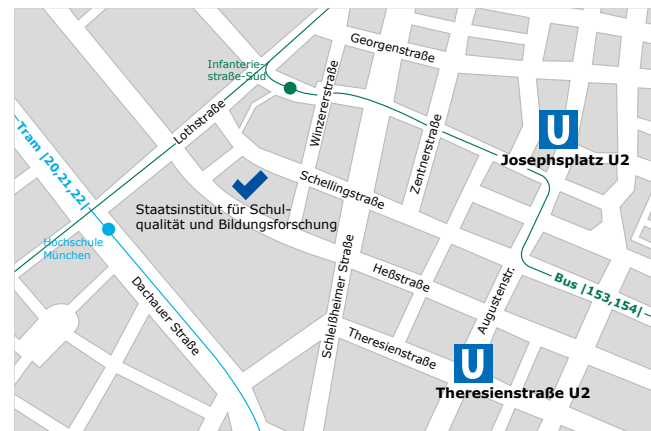 Georgenstraße
Infanterie-
straße-Süd
Lothstraße
Winzererstraße
Zentnerstraße
U
Josephsplatz U2
Tram |20,21,22|
Schellingstraße
Staatsinstitut für Schul-
qualität und Bildungsforschung
Hochschule
München
Heßstraße
Bus |153,154|
Dachauer Straße
Schleißheimer Straße
Augustenstr.
Theresienstraße
U
Theresienstraße U2